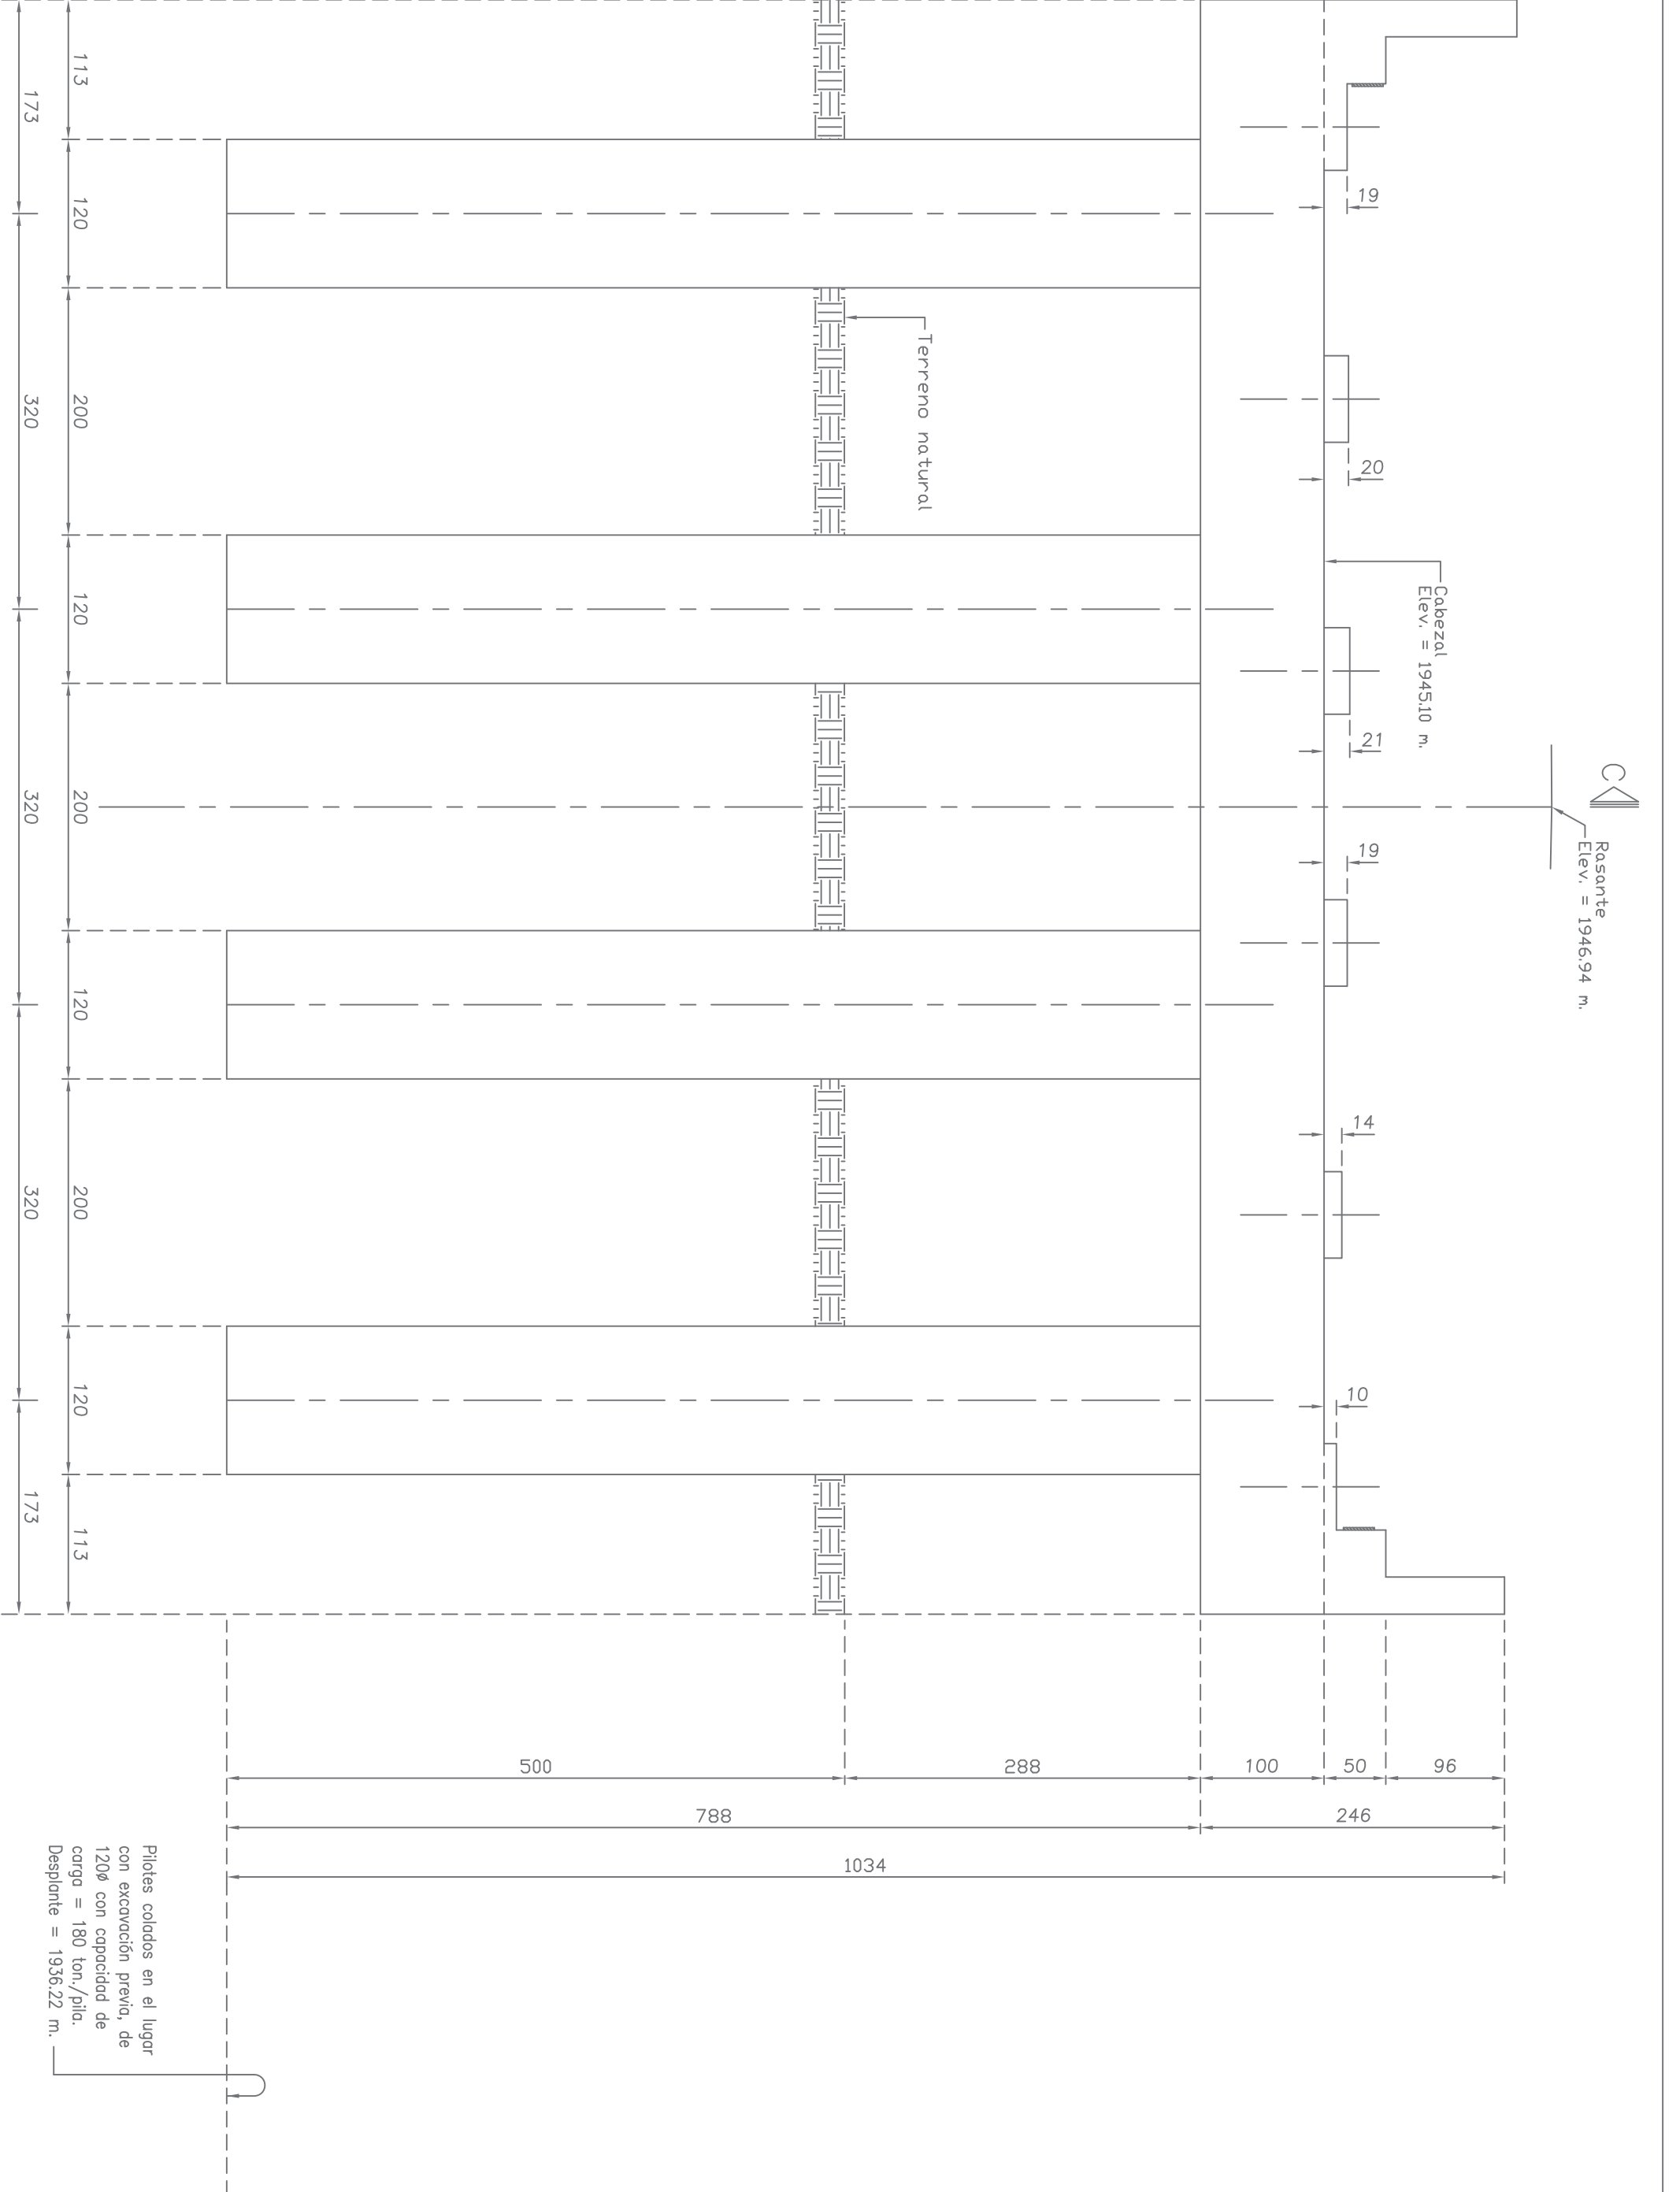 C
Rasante
Elev. = 1946.94 m.
Cabezal
Elev. = 1945.10 m.
19
20
21
19
14
10
Terreno natural
96
50
100
288
500
246
788
1034
113
120
200
120
200
120
200
120
113
173
320
320
320
173
Pilotes colados en el lugar
con excavación previa, de
120ø con capacidad de
carga = 180 ton./pila.
Desplante = 1936.22 m.